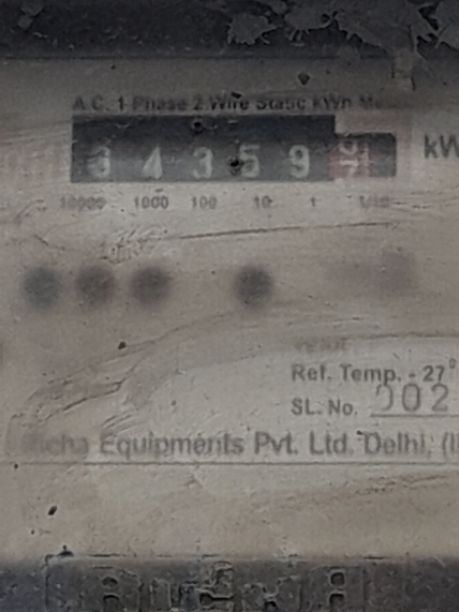 A.C. 1 Phase 2 Wire Static kWh
3 4 3 5 9
10000 1000 100 10 1 1/10
Ref. Temp. - 27°
SL. No. 002
Equipments Pvt. Ltd. Delhi, (I